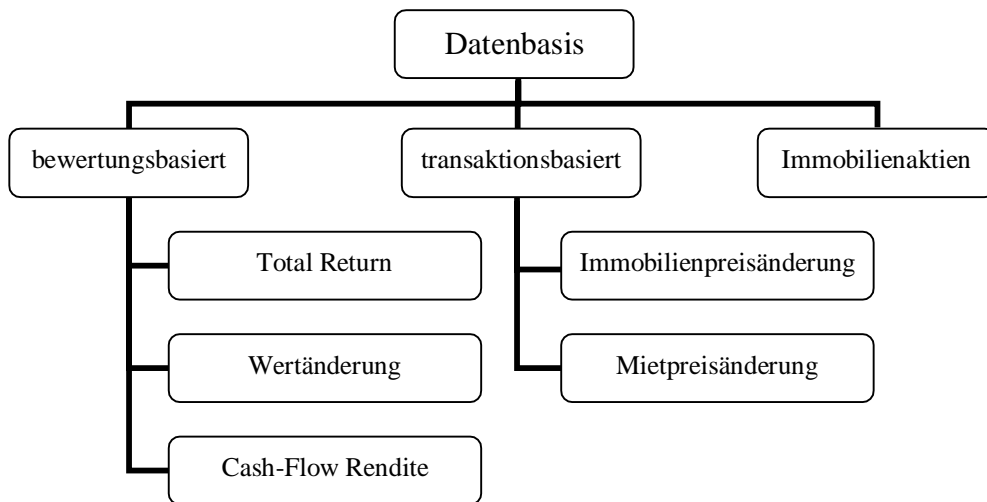 Datenbasis
bewertungsbasiert
transaktionsbasiert
Immobilienaktien
Total Return
Immobilienpreisänderung
Wertänderung
Mietpreisänderung
Cash-Flow Rendite